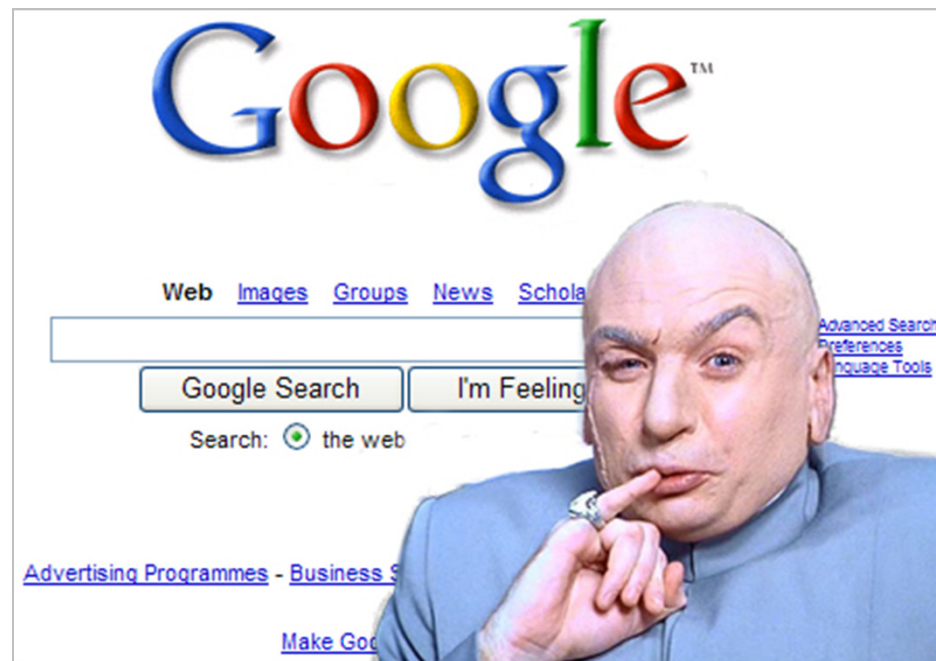 Google™
Web Images Groups News Schola
Advanced Search
Preferences
nguage Tools
Google Search I'm Feeling
Search: the web
Advertising Programmes - Business S
Make Goo